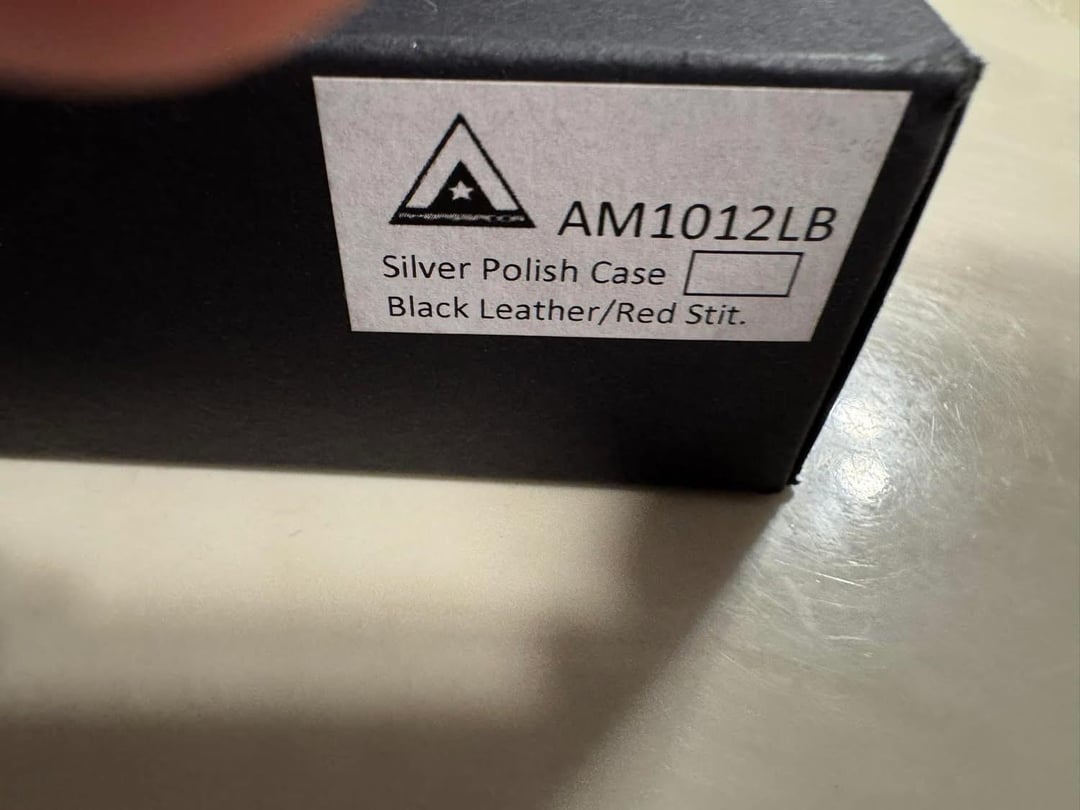 AM1012LB
Silver Polish Case
Black Leather/Red Stit.